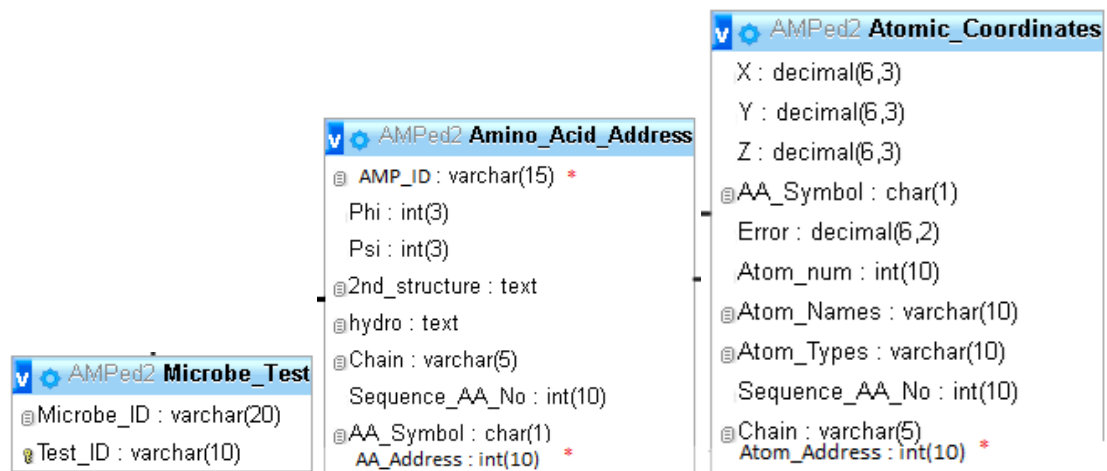 AMPed2 Microbe_Test
Microbe_ID : varchar(20)
Test_ID : varchar(10)
AMPed2 Amino_Acid_Address
AMP_ID : varchar(15) *
Phi : int(3)
Psi : int(3)
2nd_structure : text
hydro : text
Chain : varchar(5)
Sequence_AA_No : int(10)
AA_Symbol : char(1)
AA_Address : int(10) *
AMPed2 Atomic_Coordinates
X : decimal(6,3)
Y : decimal(6,3)
Z : decimal(6,3)
AA_Symbol : char(1)
Error : decimal(6,2)
Atom_num : int(10)
Atom_Names : varchar(10)
Atom_Types : varchar(10)
Sequence_AA_No : int(10)
Chain : varchar(5)
Atom_Address : int(10) *